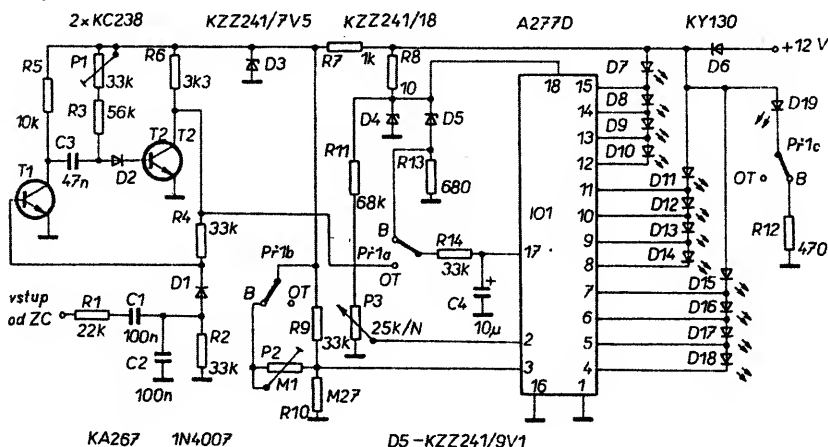 2×KC238 KZZ241/7V5 KZZ241/18 A277D KY130
+12 V
R5
10k
P1
33k
R6
3k3
R3
56k
D3
R7
1k
R8
10
D6
D7
D8
D9
D10
D19
18
15
14
13
12
11
10
9
8
7
6
5
4
C3
47n
D2
T2
T2
T1
D4
D5
R11
68k
R13
680
IO1
D11
D12
D13
D14
Př1c
OT
B
R12
470
R4
33k
Př1b
B
OT
Př1a
B
OT
R14
33k
17
C4
+
10µ
D15
D16
D17
D18
D1
vstup
od ZC
R1
22k
C1
100n
C2
100n
R2
33k
R9
33k
P3
25k/N
2
3
P2
M1
R10
M27
16
1
KA267 1N4007 D5-KZZ241/9V1